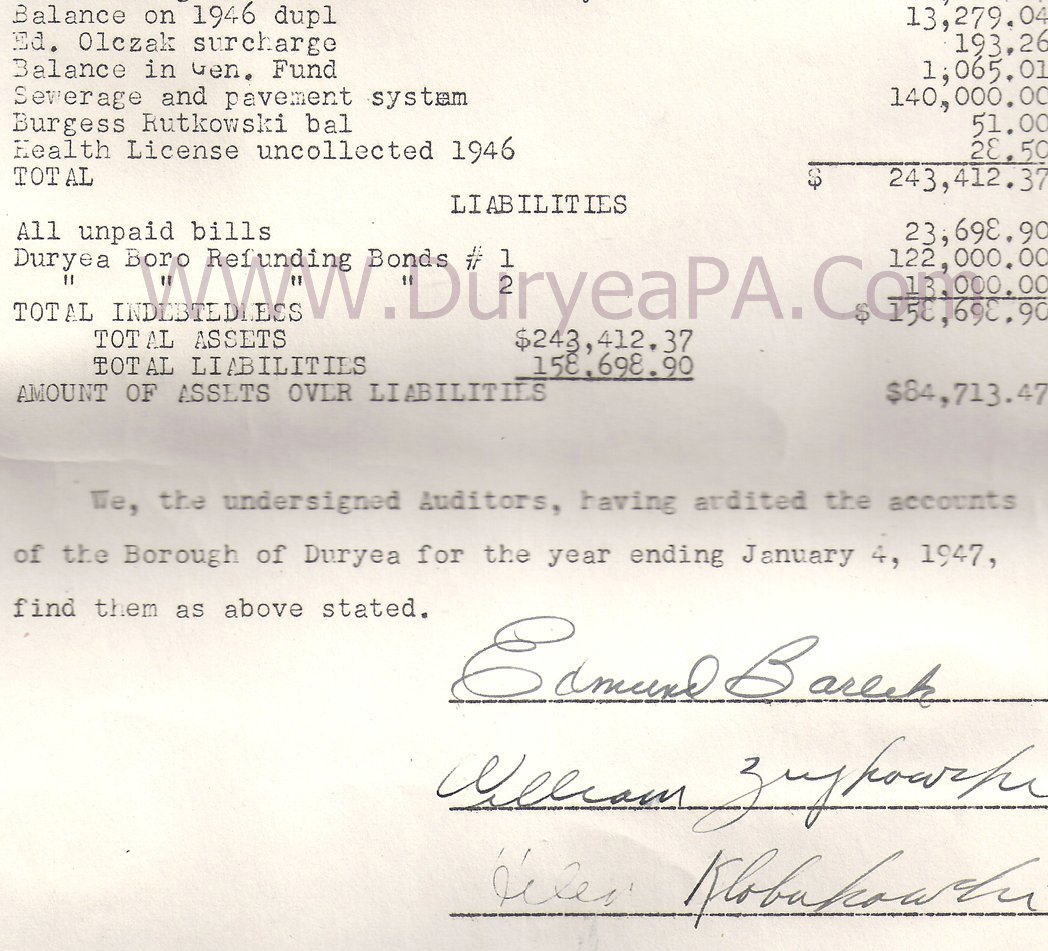 Balance on 1946 dupl 13,279.04
Ed. Olczak surcharge 193.26
Balance in Gen. Fund 1,065.01
Sewerage and pavement system 140,000.00
Burgess Rutkowski bal 51.00
Health License uncollected 1946 28.50
TOTAL $ 243,412.37
LIABILITIES
All unpaid bills 23,698.90
Duryea Boro Refunding Bonds # 1 122,000.00
" " " " 2 13,000.00
WWW.DuryeaPA.Com
TOTAL INDEBTEDNESS $ 158,698.90
TOTAL ASSETS $243,412.37
TOTAL LIABILITIES 158,698.90
AMOUNT OF ASSETS OVER LIABILITIES $84,713.47
We, the undersigned Auditors, having audited the accounts
of the Borough of Duryea for the year ending January 4, 1947,
find them as above stated.
Edmund Bareck
William
Helen Klobukowski